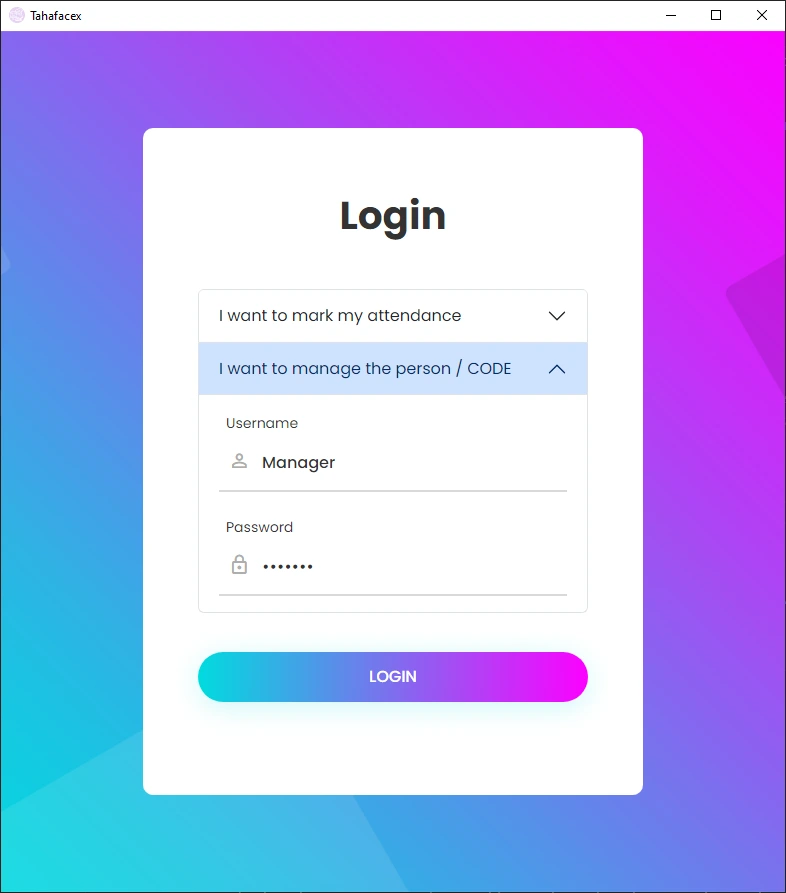 Tahafacex
Login
I want to mark my attendance
I want to manage the person / CODE
Username
Manager
Password
•••••••
LOGIN